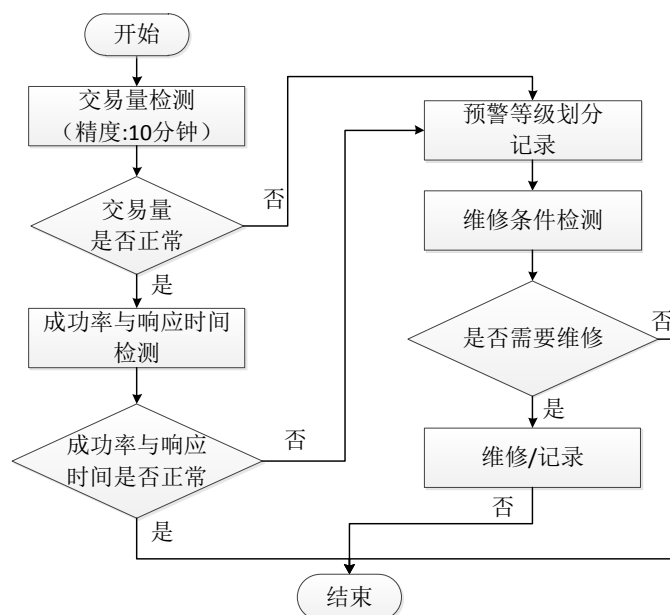 开始
交易量检测
（精度:10分钟）
交易量
是否正常
否
是
成功率与响应时间
检测
成功率与响应
时间是否正常
否
是
预警等级划分
记录
维修条件检测
是否需要维修
否
是
维修/记录
否
结束